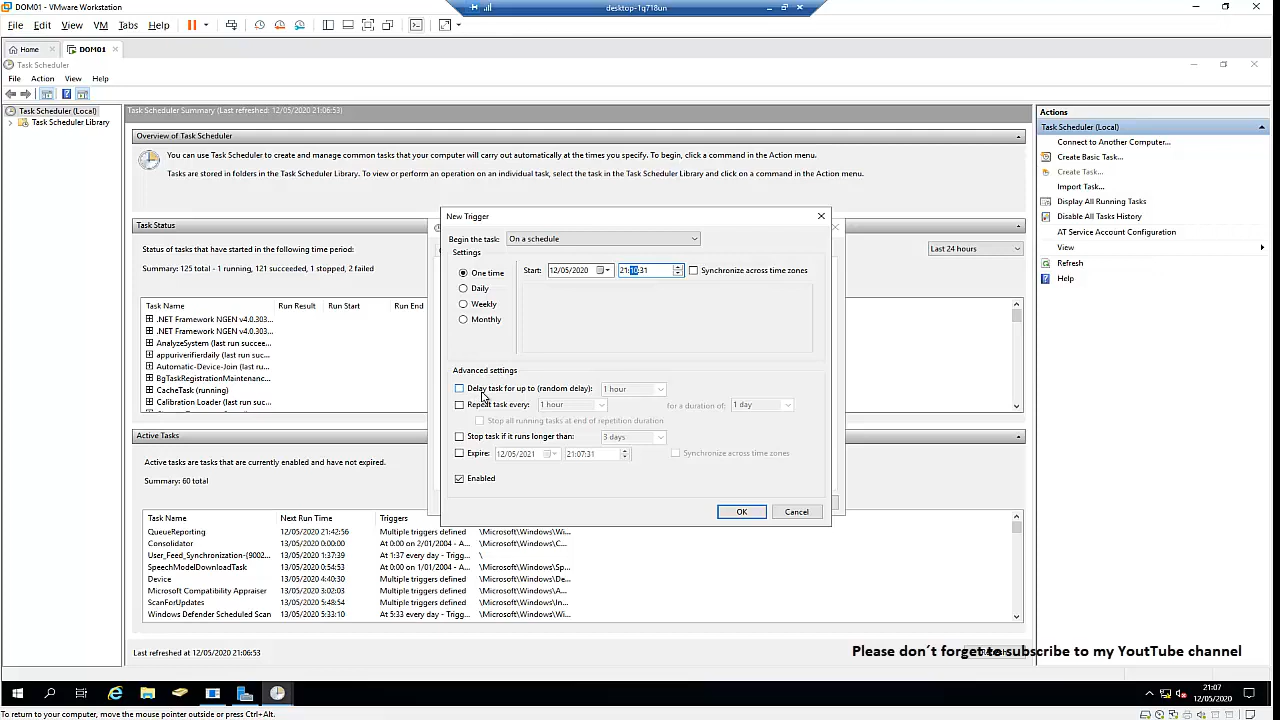 DOM01 - VMware Workstation
desktop-1q718un
File Edit View VM Tabs Help
Home DOM01
Task Scheduler
File Action View Help
Task Scheduler (Local)
Task Scheduler Library
Task Scheduler Summary (Last refreshed: 12/05/2020 21:06:53)
Overview of Task Scheduler
You can use Task Scheduler to create and manage common tasks that your computer will carry out automatically at the times you specify. To begin, click a command in the Action menu.
Tasks are stored in folders in the Task Scheduler Library. To view or perform an operation on an individual task, select the task in the Task Scheduler Library and click on a command in the Action menu.
Task Status
Status of tasks that have started in the following time period:
Last 24 hours
Summary: 125 total - 1 running, 121 succeeded, 1 stopped, 2 failed
Task Name Run Result Run Start Run End
.NET Framework NGEN v4.0.303...
.NET Framework NGEN v4.0.303...
AnalyzeSystem (last run succ...
appuriverifierdaily (last run suc...
Automatic-Device-Join (last rec...
BgTaskRegistrationMaintenanc...
CacheTask (running)
Calibration Loader (last run succ...
Active Tasks
Active tasks are tasks that are currently enabled and have not expired.
Summary: 60 total
Task Name Next Run Time Triggers
QueueReporting 12/05/2020 21:42:56 Multiple triggers defined \Microsoft\Windows\Wi...
Consolidator 13/05/2020 0:00:00 At 0:00 on 2/01/2004 - A... \Microsoft\Windows\C...
User_Feed_Synchronization-{9002... 13/05/2020 1:37:39 At 1:37 every day - Trigg... \
SpeechModelDownloadTask 13/05/2020 0:54:53 At 0:00 on 1/01/2004 - A... \Microsoft\Windows\Sp...
Device 13/05/2020 4:40:30 Multiple triggers defined \Microsoft\Windows\De...
Microsoft Compatibility Appraiser 13/05/2020 3:02:03 Multiple triggers defined \Microsoft\Windows\A...
ScanForUpdates 13/05/2020 5:48:54 Multiple triggers defined \Microsoft\Windows\In...
Windows Defender Scheduled Scan 13/05/2020 5:33:10 At 5:33 every day - Trigg... \Microsoft\Windows\Wi...
Last refreshed at 12/05/2020 21:06:53
New Trigger
Begin the task: On a schedule
Settings
One time
Daily
Weekly
Monthly
Start: 12/05/2020 21:10:31 Synchronize across time zones
Advanced settings
Delay task for up to (random delay): 1 hour
Repeat task every: 1 hour for a duration of: 1 day
Stop all running tasks at end of repetition duration
Stop task if it runs longer than: 3 days
Expire: 12/05/2021 21:07:31 Synchronize across time zones
Enabled
OK Cancel
Actions
Task Scheduler (Local)
Connect to Another Computer...
Create Basic Task...
Create Task...
Import Task...
Display All Running Tasks
Disable All Tasks History
AT Service Account Configuration
View
Refresh
Help
Please don´t forget to subscribe to my YoutTube channel
21:07
12/05/2020
To return to your computer, move the mouse pointer outside or press Ctrl+Alt.